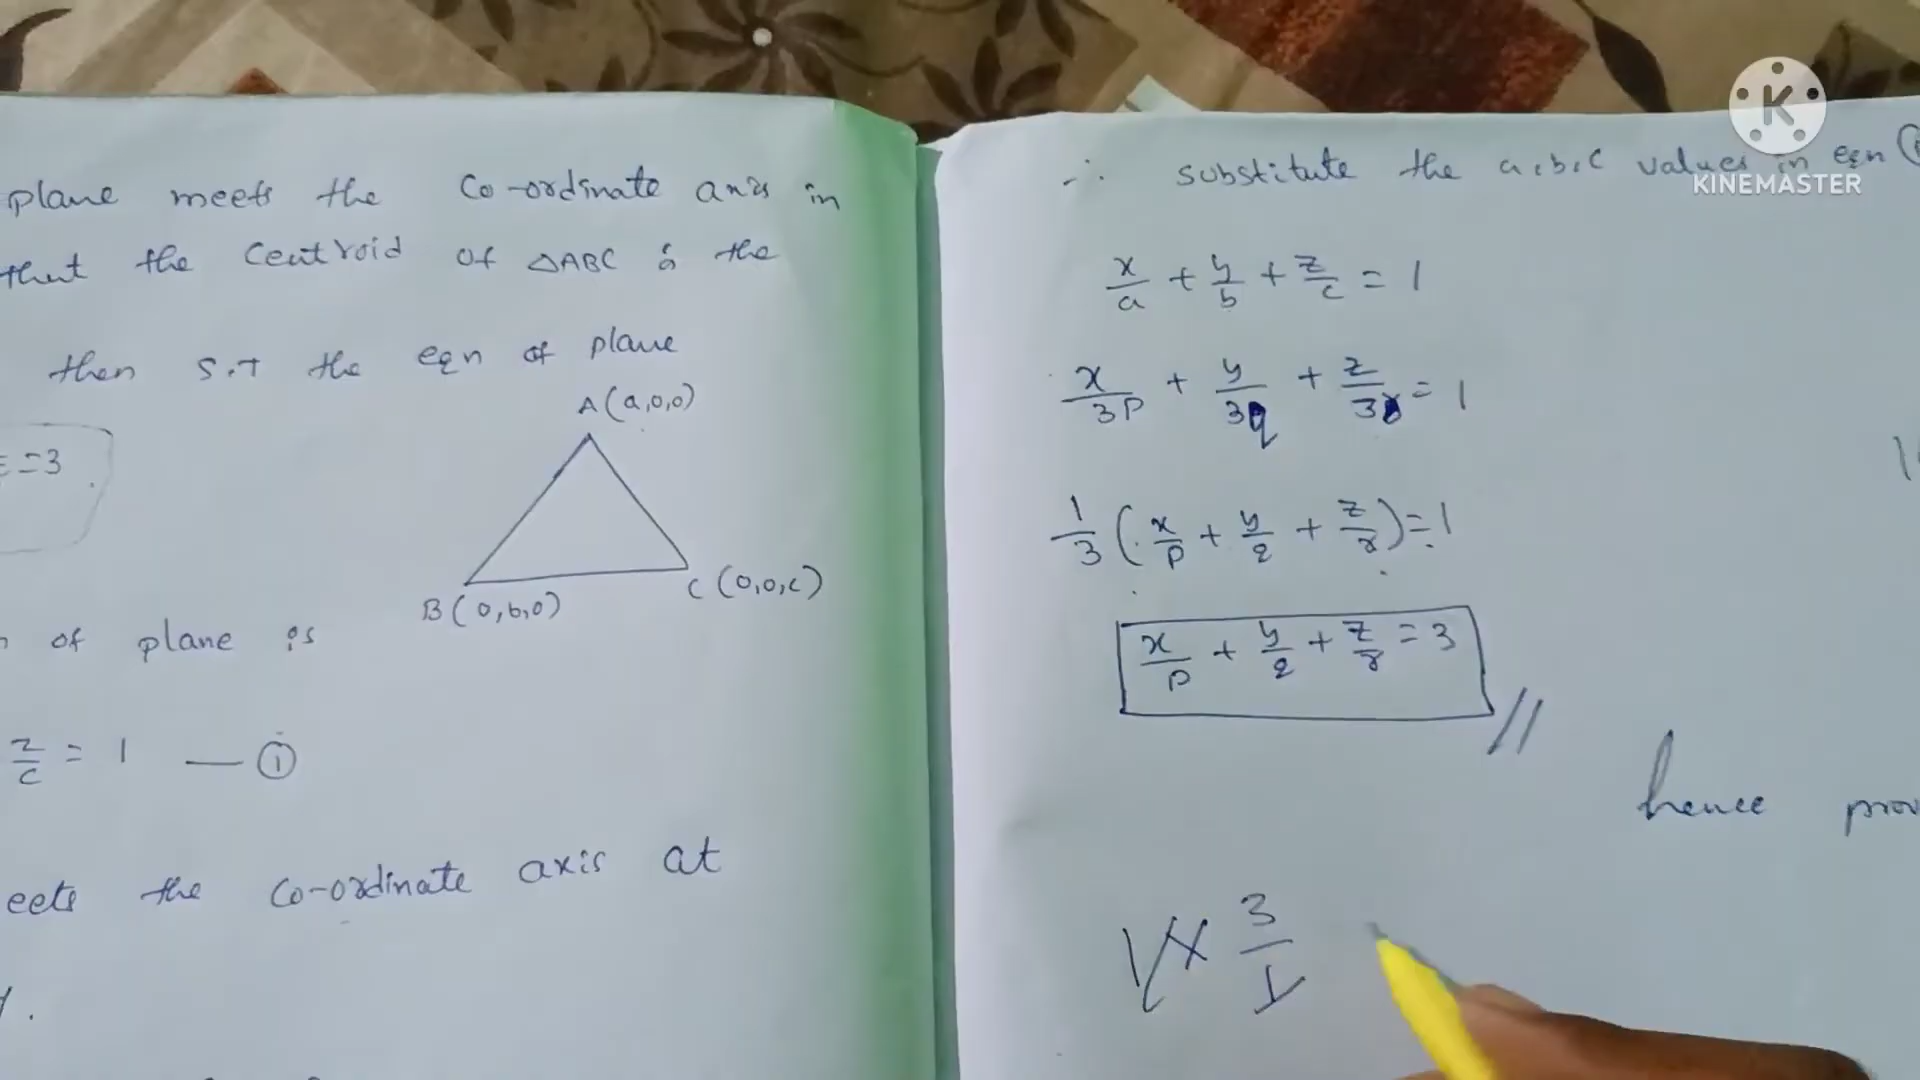 plane meets the co-ordinate axis in
that the centroid of △ABC is the
then S.T the eqn of plane
A(a,0,0)
=3
B(0,b,0)
C(0,0,c)
of plane is
z/c = 1 — ①
eets the co-ordinate axis at
∴ substitute the a,b,c values in eqn
x/a + y/b + z/c = 1
x/3p + y/3q + z/3r = 1
1/3 (x/p + y/q + z/r) = 1
x/p + y/q + z/r = 3
//
hence prov
1 × 3/1
K
KINEMASTER